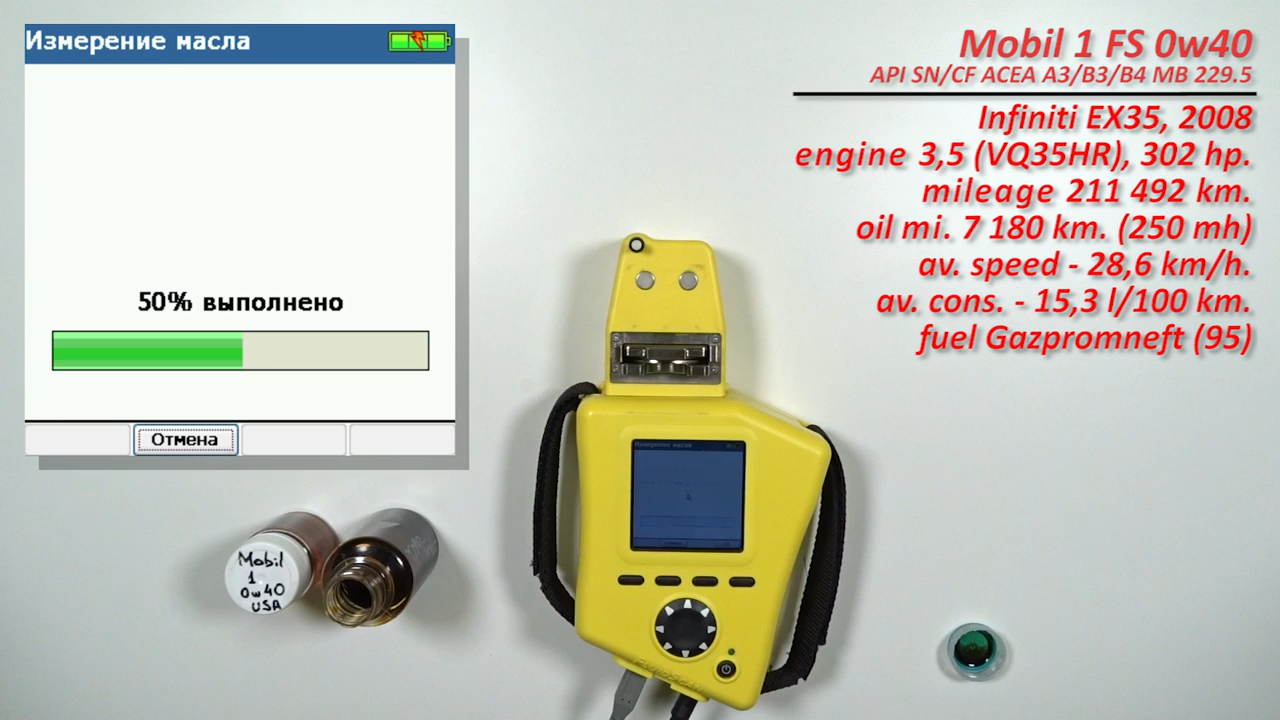 Измерение масла
50% выполнено
Отмена
Mobil 1 FS 0w40
API SN/CF ACEA A3/B3/B4 MB 229.5
Infiniti EX35, 2008
engine 3,5 (VQ35HR), 302 hp.
mileage 211 492 km.
oil mi. 7 180 km. (250 mh)
av. speed - 28,6 km/h.
av. cons. - 15,3 l/100 km.
fuel Gazpromneft (95)
Измерение масла
Mobil
1
0w40
USA